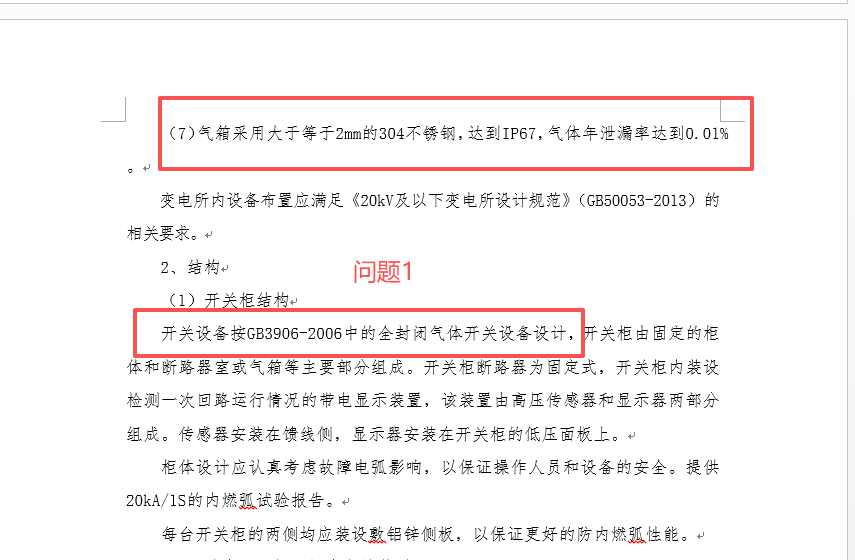 （7）气箱采用大于等于2mm的304不锈钢,达到IP67,气体年泄漏率达到0.01%
。
变电所内设备布置应满足《20kV及以下变电所设计规范》（GB50053-2013）的
相关要求。
2、结构
问题1
（1）开关柜结构
开关设备按GB3906-2006中的全封闭气体开关设备设计，开关柜由固定的柜
体和断路器室或气箱等主要部分组成。开关柜断路器为固定式，开关柜内装设
检测一次回路运行情况的带电显示装置，该装置由高压传感器和显示器两部分
组成。传感器安装在馈线侧，显示器安装在开关柜的低压面板上。
柜体设计应认真考虑故障电弧影响，以保证操作人员和设备的安全。提供
20kA/1S的内燃弧试验报告。
每台开关柜的两侧均应装设敷铝锌侧板，以保证更好的防内燃弧性能。